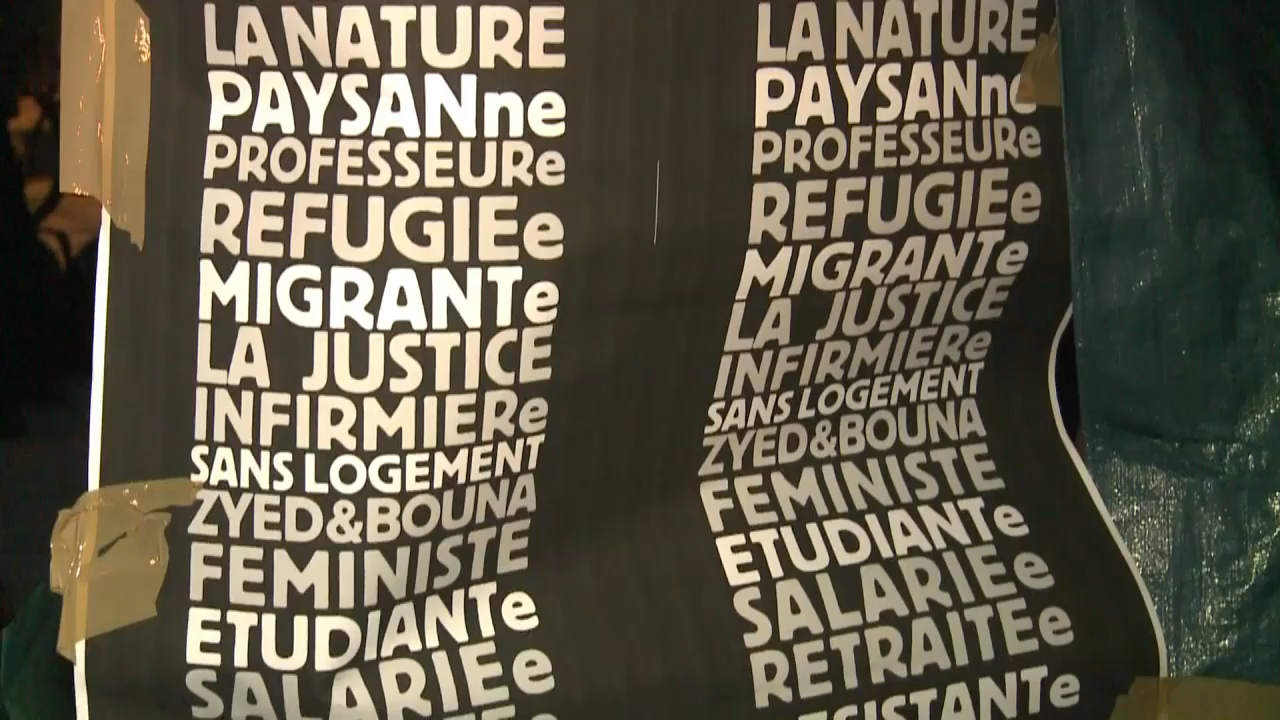 LA NATURE
PAYSANne
PROFESSEURe
REFUGIEe
MIGRANTe
LA JUSTICE
INFIRMIERe
SANS LOGEMENT
ZYED&BOUNA
FEMINISTE
ETUDIANTe
SALARIEe
LA NATURE
PAYSANne
PROFESSEURe
REFUGIEe
MIGRANTe
LA JUSTICE
INFIRMIERe
SANS LOGEMENT
ZYED&BOUNA
FEMINISTE
ETUDIANTe
SALARIEe
RETRAITEe